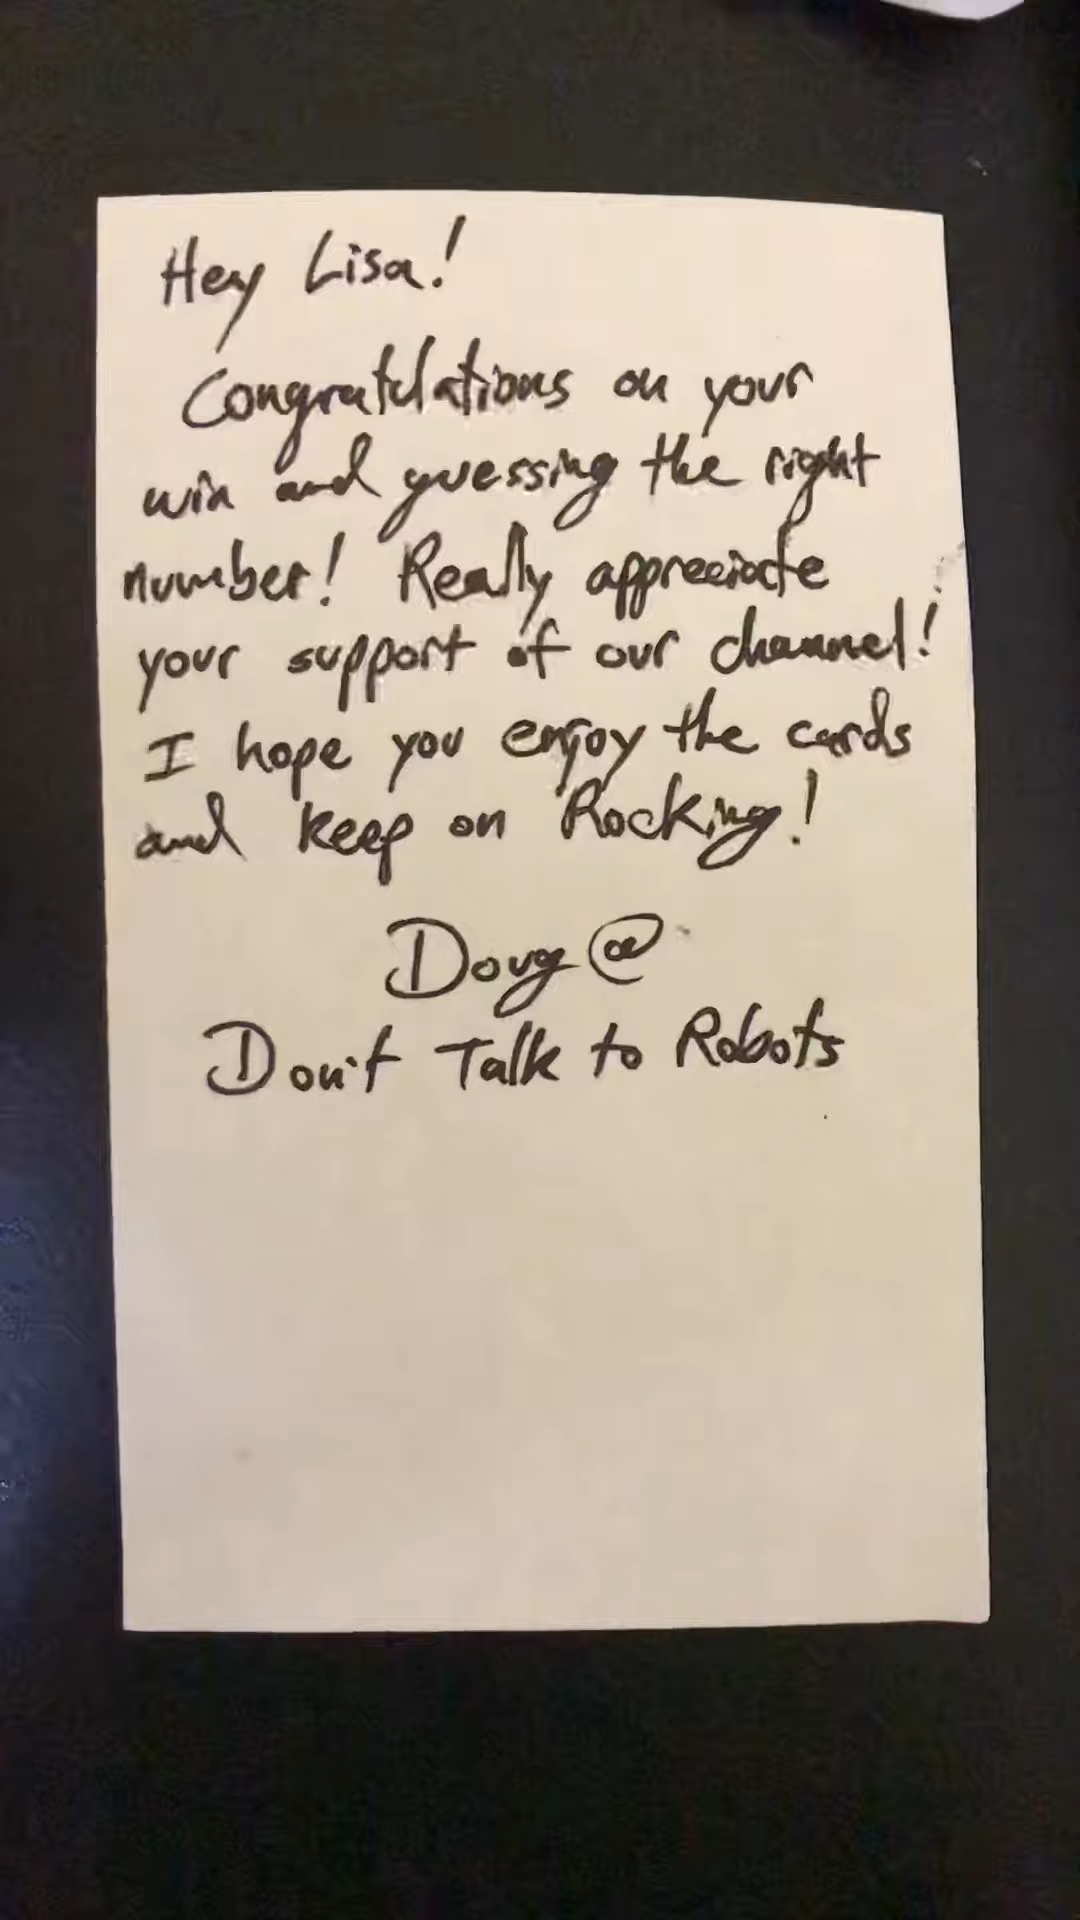 Hey Lisa!
Congratulations on your
win and guessing the right
number! Really appreciate
your support of our channel!
I hope you enjoy the cards
and keep on Rocking!
Doug @
Don't Talk to Robots